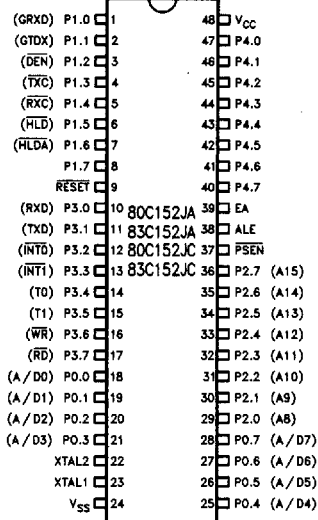 (GRXD) P1.0 1 48 VCC
(GTDX) P1.1 2 47 P4.0
(DEN) P1.2 3 46 P4.1
(TXC) P1.3 4 45 P4.2
(RXC) P1.4 5 44 P4.3
(HLD) P1.5 6 43 P4.4
(HLDA) P1.6 7 42 P4.5
P1.7 8 41 P4.6
RESET 9 40 P4.7
(RXD) P3.0 10 80C152JA 39 EA
(TXD) P3.1 11 83C152JA 38 ALE
(INT0) P3.2 12 80C152JC 37 PSEN
(INT1) P3.3 13 83C152JC 36 P2.7 (A15)
(T0) P3.4 14 35 P2.6 (A14)
(T1) P3.5 15 34 P2.5 (A13)
(WR) P3.6 16 33 P2.4 (A12)
(RD) P3.7 17 32 P2.3 (A11)
(A/D0) P0.0 18 31 P2.2 (A10)
(A/D1) P0.1 19 30 P2.1 (A9)
(A/D2) P0.2 20 29 P2.0 (A8)
(A/D3) P0.3 21 28 P0.7 (A/D7)
XTAL2 22 27 P0.6 (A/D6)
XTAL1 23 26 P0.5 (A/D5)
VSS 24 25 P0.4 (A/D4)